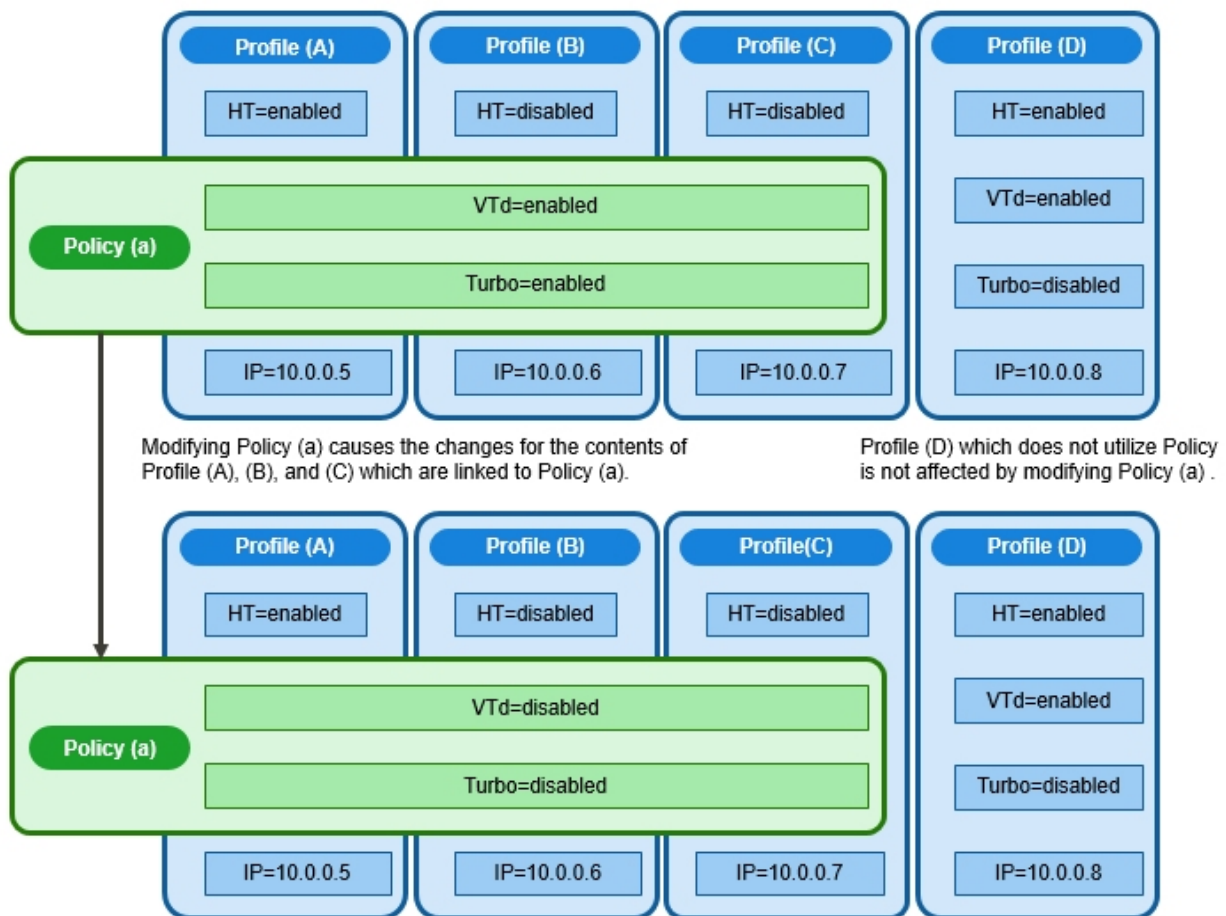 Profile (A)
Profile (B)
Profile (C)
Profile (D)
HT=enabled
HT=disabled
HT=disabled
HT=enabled
VTd=enabled
VTd=enabled
Policy (a)
Turbo=enabled
Turbo=disabled
IP=10.0.0.5
IP=10.0.0.6
IP=10.0.0.7
IP=10.0.0.8
Modifying Policy (a) causes the changes for the contents of
Profile (A), (B), and (C) which are linked to Policy (a).
Profile (D) which does not utilize Policy
is not affected by modifying Policy (a) .
Profile (A)
Profile (B)
Profile(C)
Profile (D)
HT=enabled
HT=disabled
HT=disabled
HT=enabled
VTd=disabled
VTd=enabled
Policy (a)
Turbo=disabled
Turbo=disabled
IP=10.0.0.5
IP=10.0.0.6
IP=10.0.0.7
IP=10.0.0.8